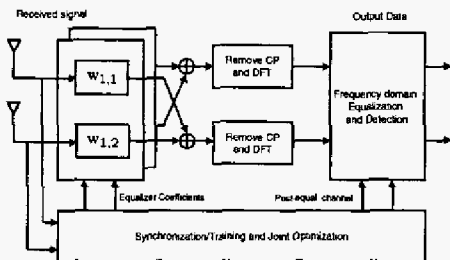 Received signal
Output Data
w1,1
Remove CP
and DFT
Frequency domain
Equalization
and Detection
w1,2
Remove CP
and DFT
Equalizer Coefficients
Post equal channel
Synchronization/Training and Joint Optimization